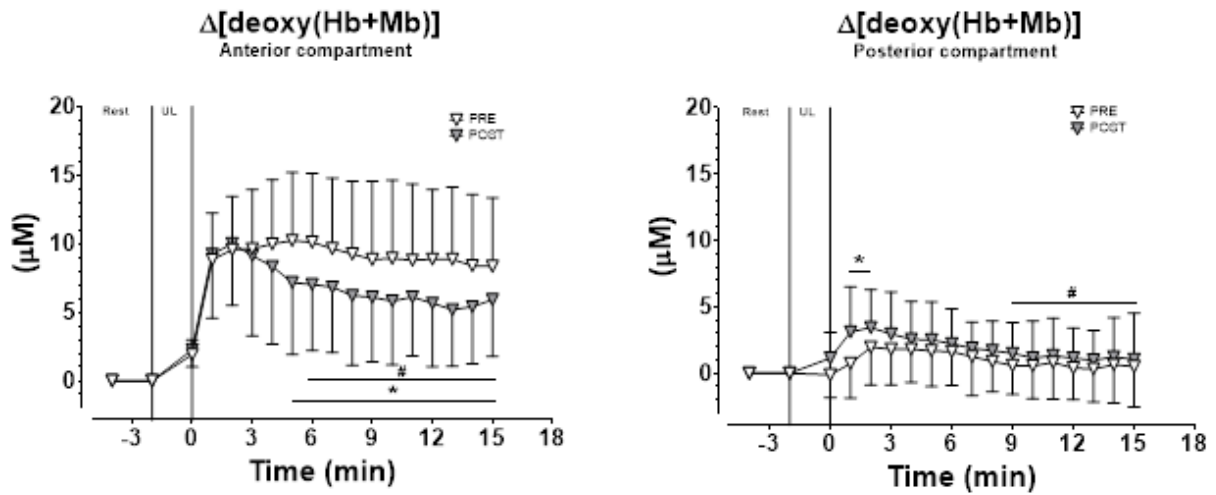 Δ[deoxy(Hb+Mb)]
Anterior compartment
20
15
10
5
0
(μM)
Rest
UL
PRE
POST
#
*
-3
0
3
6
9
12
15
18
Time (min)
Δ[deoxy(Hb+Mb)]
Posterior compartment
20
15
10
5
0
(μM)
Rest
UL
PRE
POST
*
#
-3
0
3
6
9
12
15
18
Time (min)